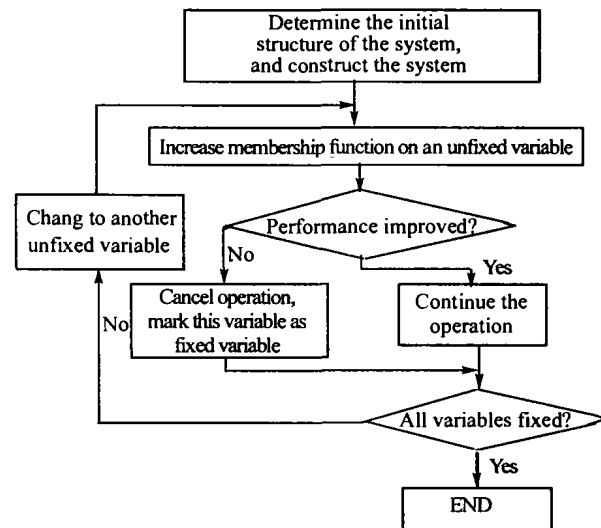 Determine the initial
structure of the system,
and construct the system
Increase membership function on an unfixed variable
Chang to another
unfixed variable
Performance improved?
No
Yes
Cancel operation,
mark this variable as
fixed variable
Continue the
operation
No
All variables fixed?
Yes
END